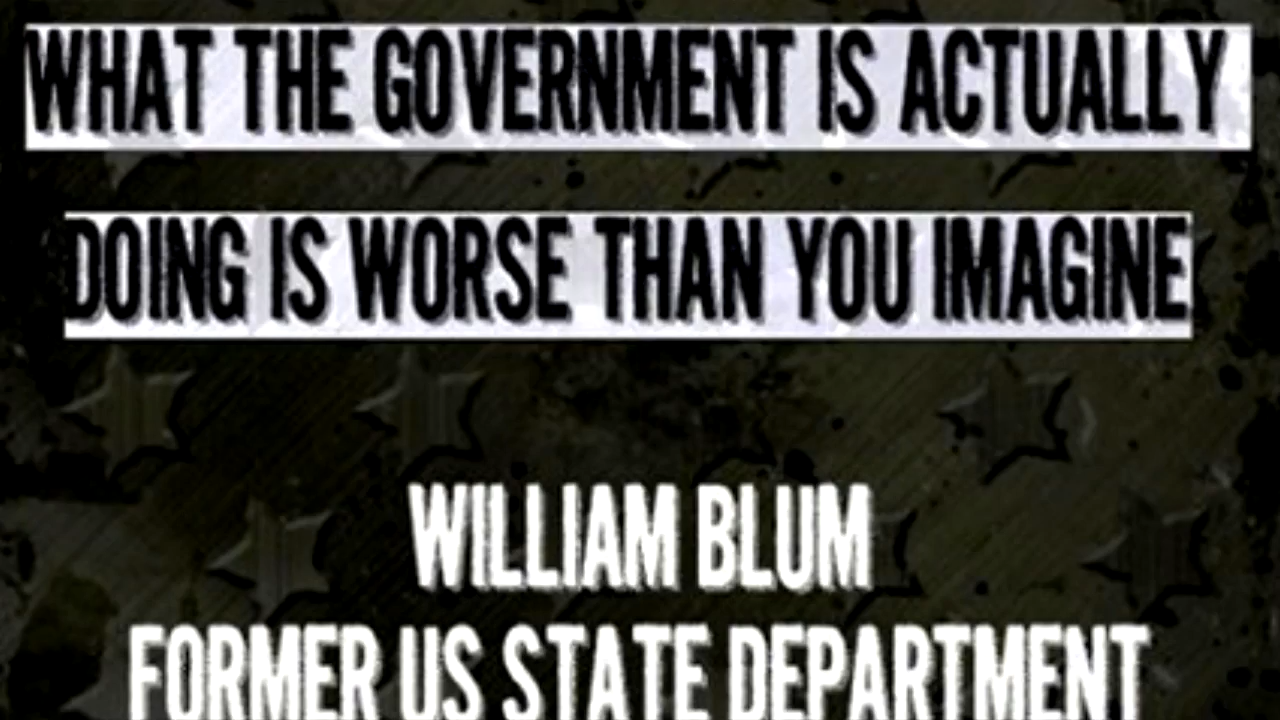 WHAT THE GOVERNMENT IS ACTUALLY
DOING IS WORSE THAN YOU IMAGINE
WILLIAM BLUM
FORMER US STATE DEPARTMENT